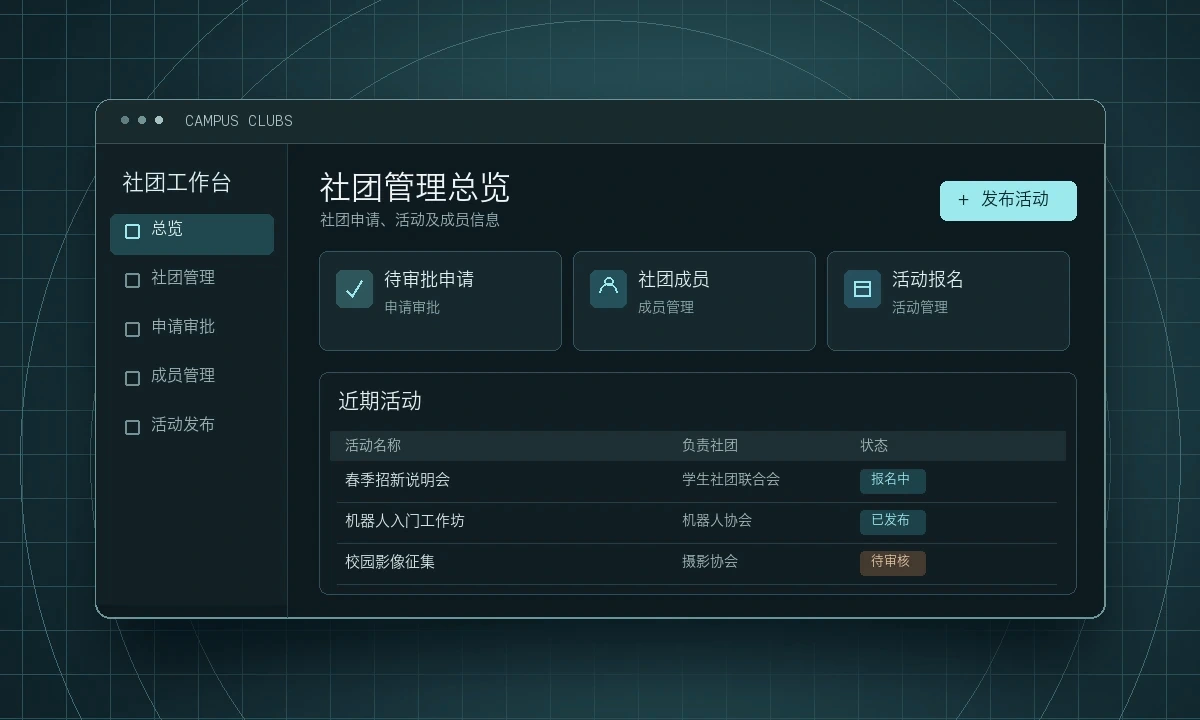 CAMPUS CLUBS
社团工作台
总览
社团管理
申请审批
成员管理
活动发布
社团管理总览
社团申请、活动及成员信息
+ 发布活动
待审批申请
申请审批
社团成员
成员管理
活动报名
活动管理
近期活动
活动名称 负责社团 状态
春季招新说明会 学生社团联合会 报名中
机器人入门工作坊 机器人协会 已发布
校园影像征集 摄影协会 待审核